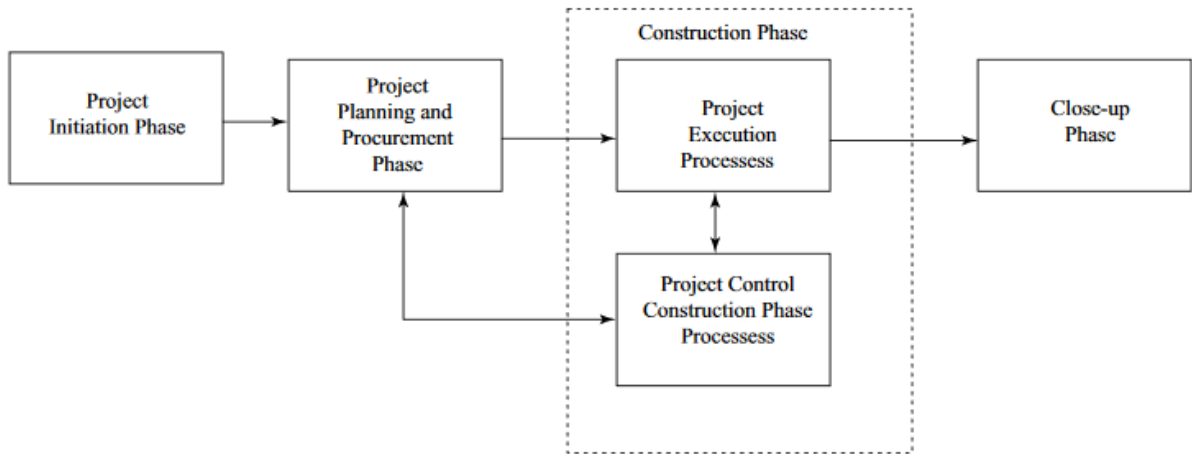 Construction Phase
Project
Initiation Phase
Project
Planning and
Procurement
Phase
Project
Execution
Processess
Close-up
Phase
Project Control
Construction Phase
Processess